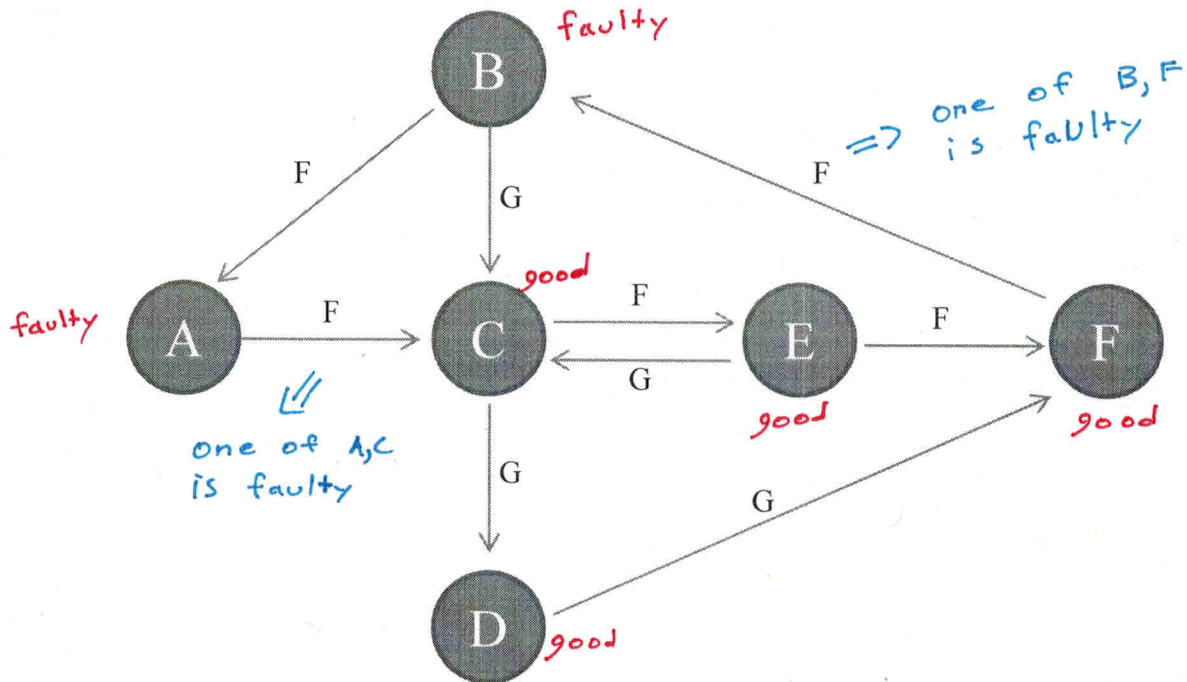 faulty
B
one of B, F
=> is faulty
F
F
G
good
faulty
A
F
C
F
E
F
F
G
good
good
one of A,C
is faulty
G
G
D
good